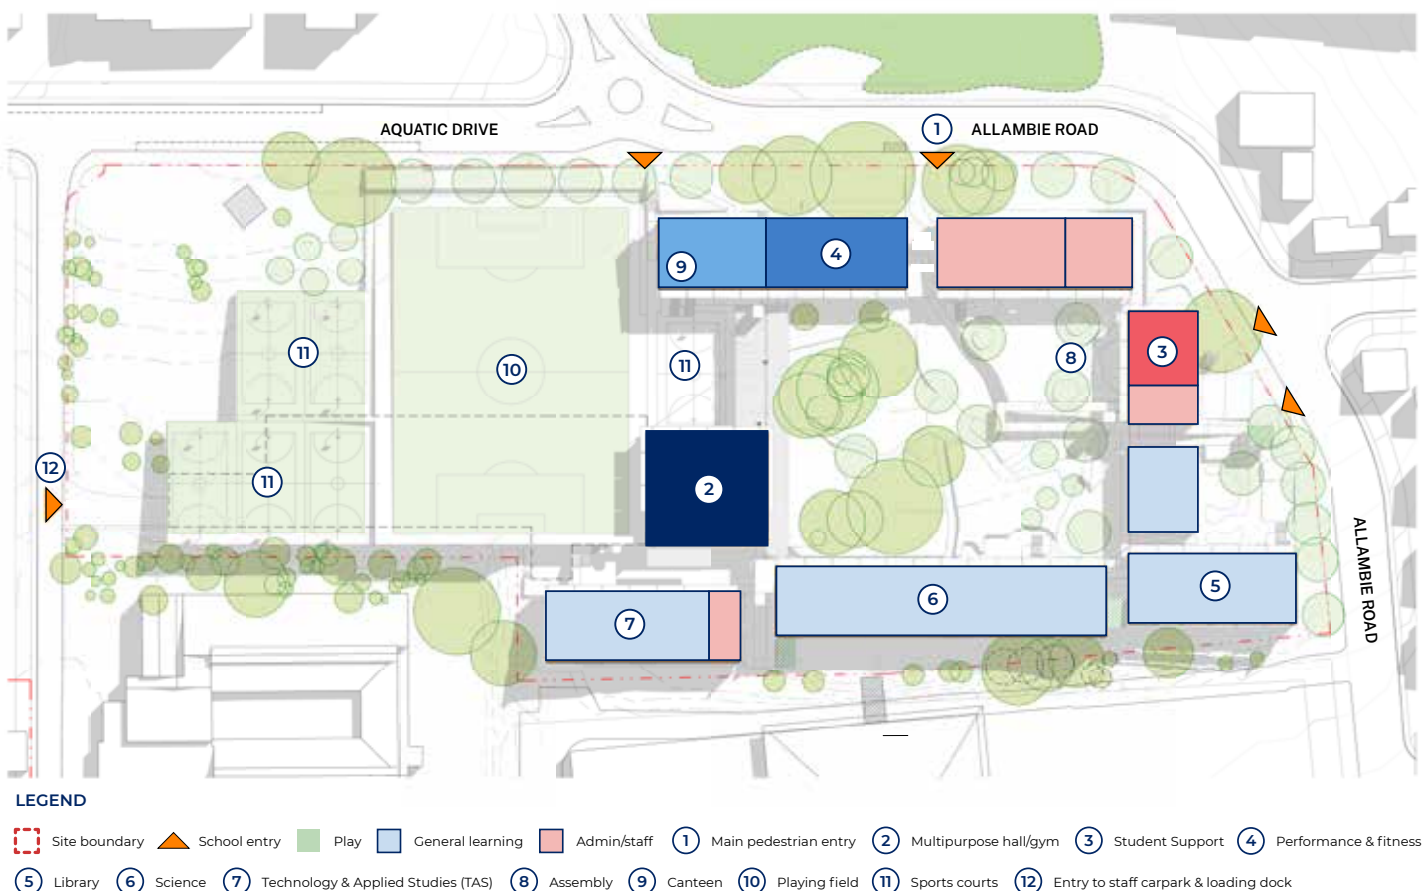 1
AQUATIC DRIVE
ALLAMBIE ROAD
9
4
11
10
11
8
3
12
11
2
5
6
7
ALLAMBIE ROAD
LEGEND
Site boundary School entry Play General learning Admin/staff 1 Main pedestrian entry 2 Multipurpose hall/gym 3 Student Support 4 Performance & fitness
5 Library 6 Science 7 Technology & Applied Studies (TAS) 8 Assembly 9 Canteen 10 Playing field 11 Sports courts 12 Entry to staff carpark & loading dock